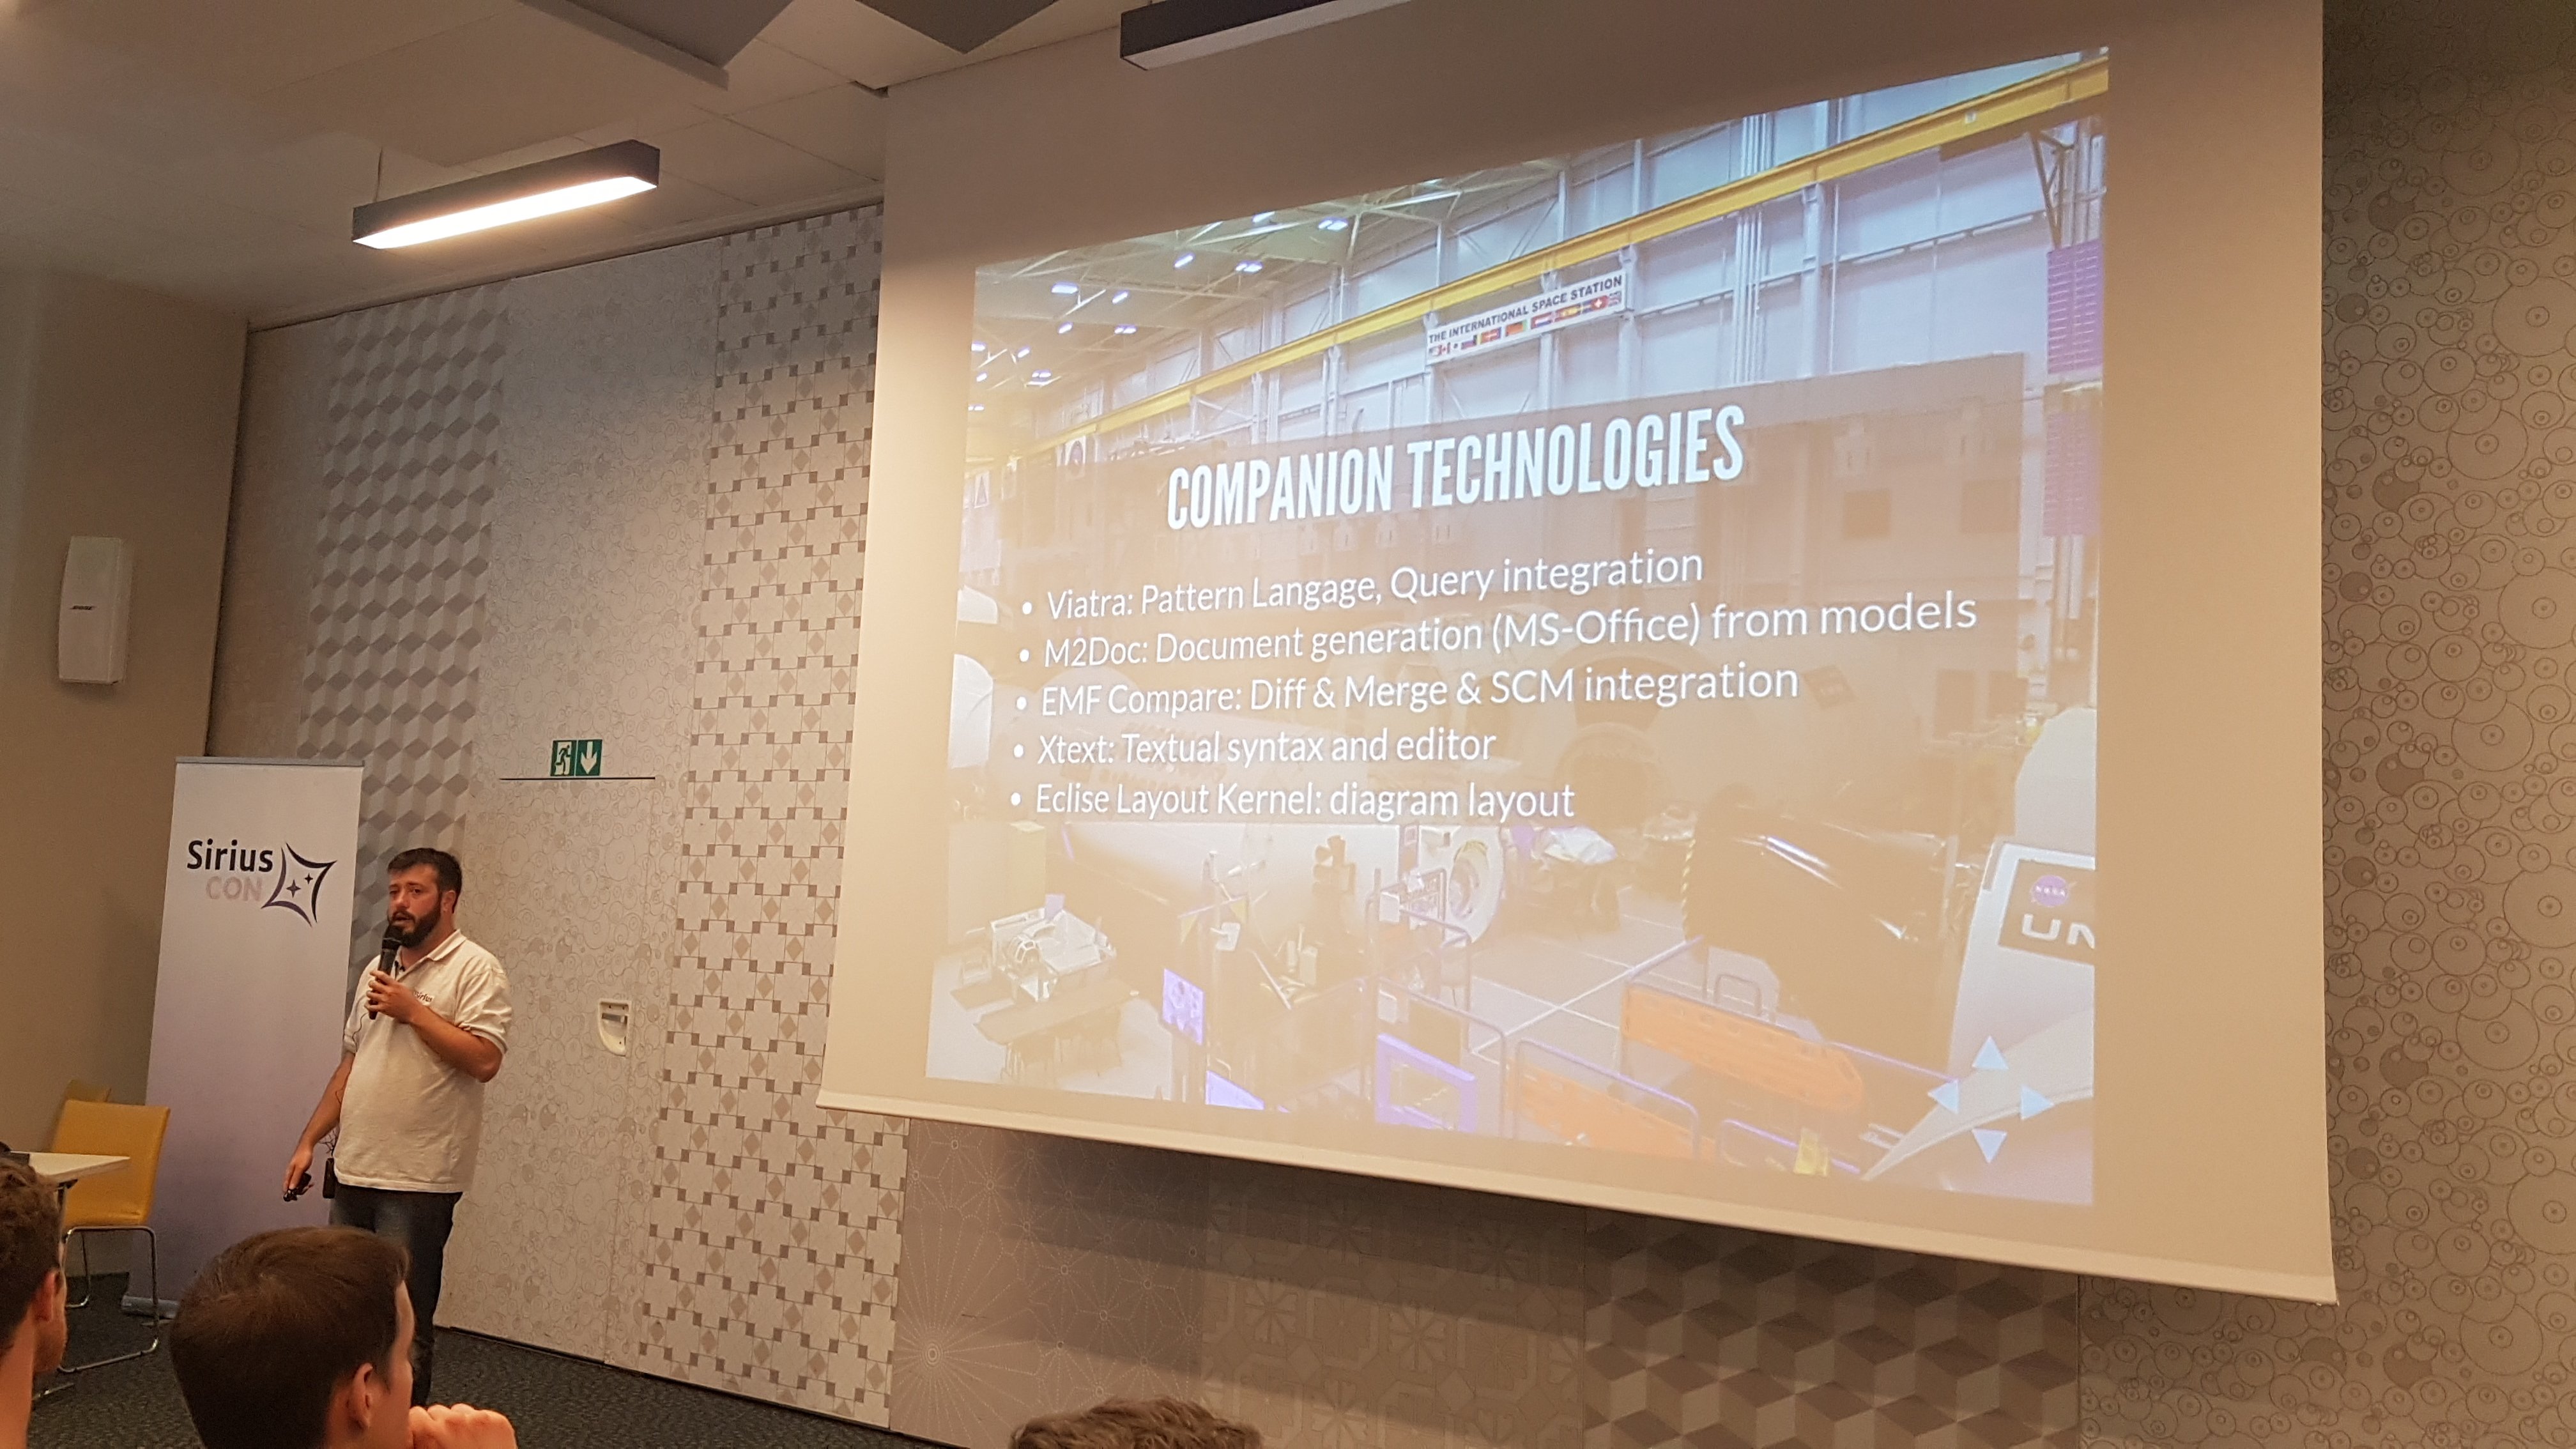 THE INTERNATIONAL SPACE STATION
COMPANION TECHNOLOGIES
• Viatra: Pattern Langage, Query integration
• M2Doc: Document generation (MS-Office) from models
• EMF Compare: Diff & Merge & SCM integration
• Xtext: Textual syntax and editor
• Eclise Layout Kernel: diagram layout
NASA
UN
Sirius
CON
BOSE